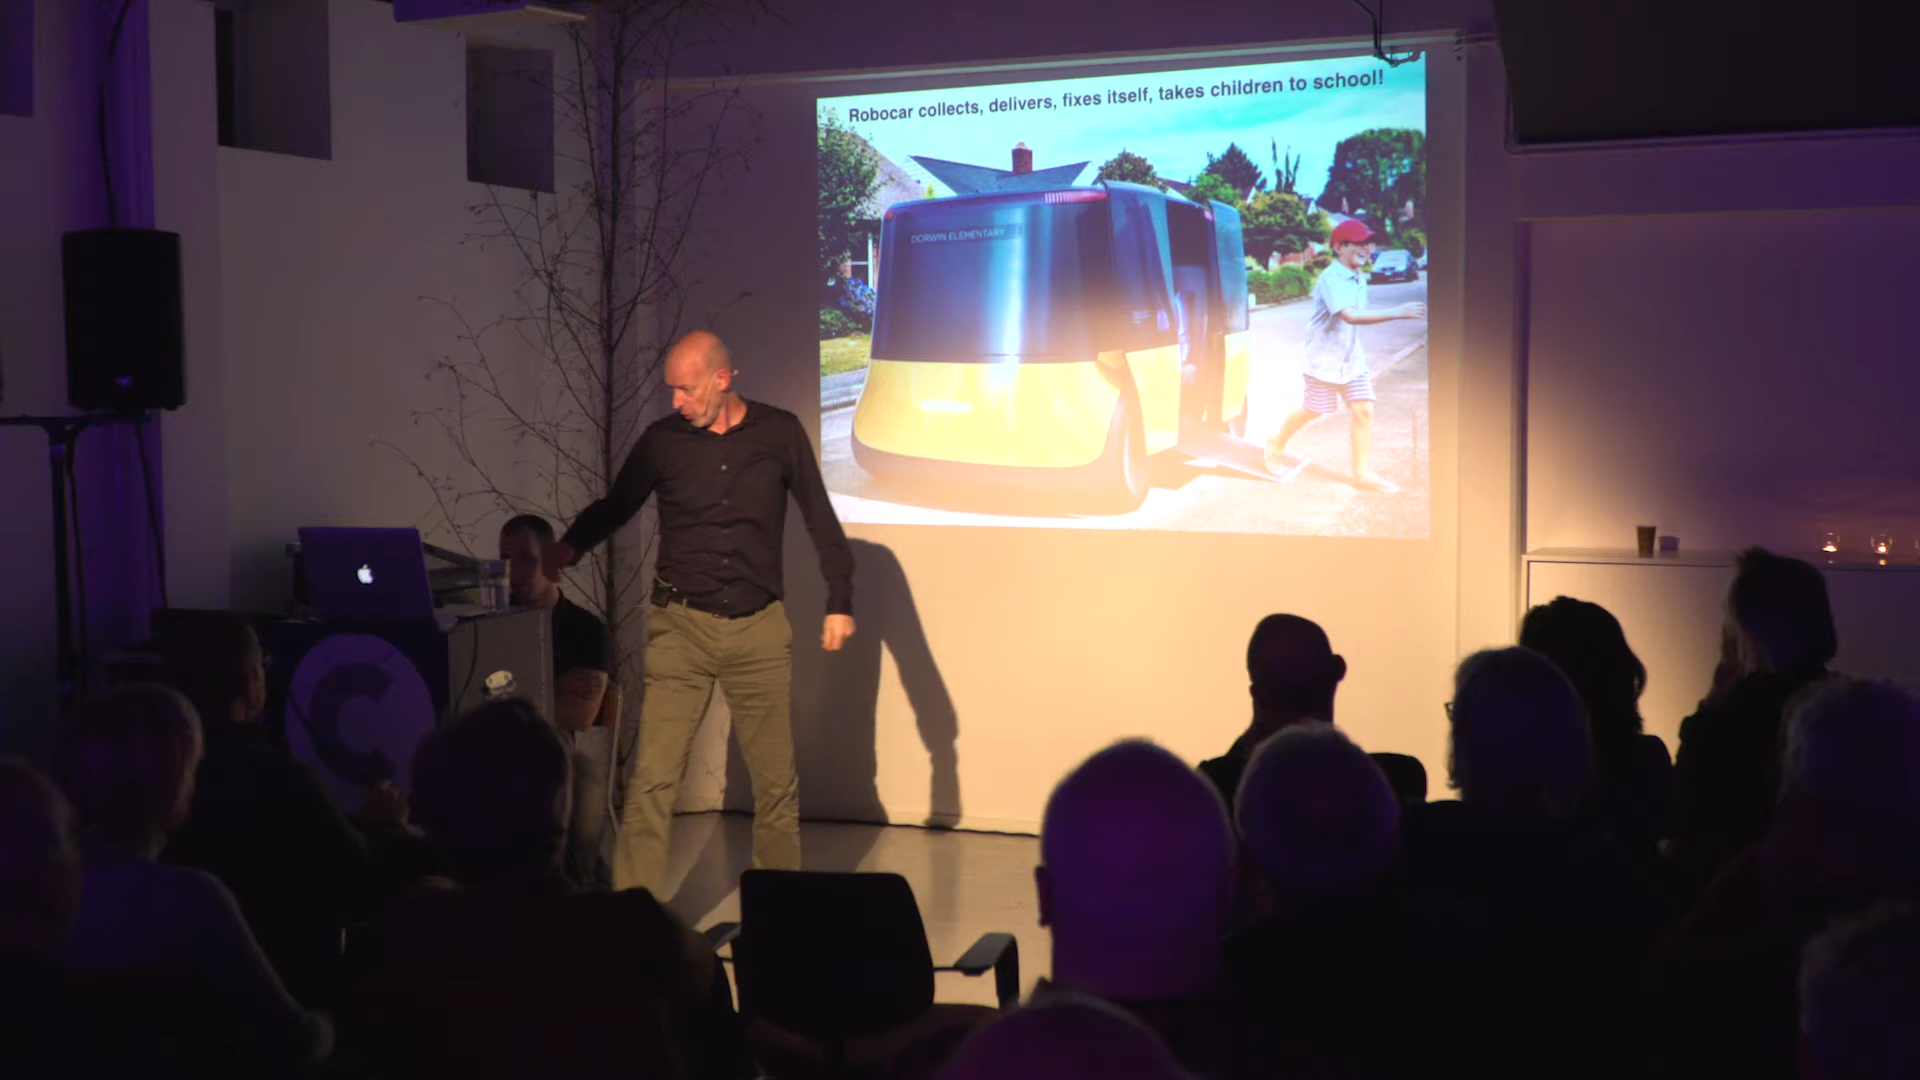 Robocar collects, delivers, fixes itself, takes children to school!
DORWIN ELEMENTARY
C